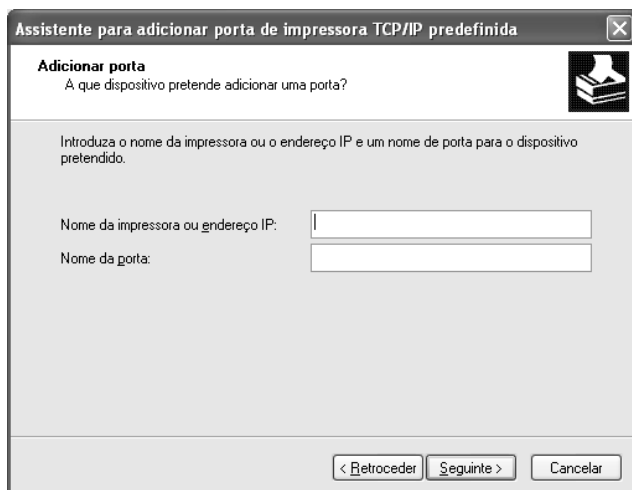 Assistente para adicionar porta de impressora TCP/IP predefinida
Adicionar porta
A que dispositivo pretende adicionar uma porta?
Introduza o nome da impressora ou o endereço IP e um nome de porta para o dispositivo
pretendido.
Nome da impressora ou endereço IP:
Nome da porta:
< Retroceder Seguinte > Cancelar